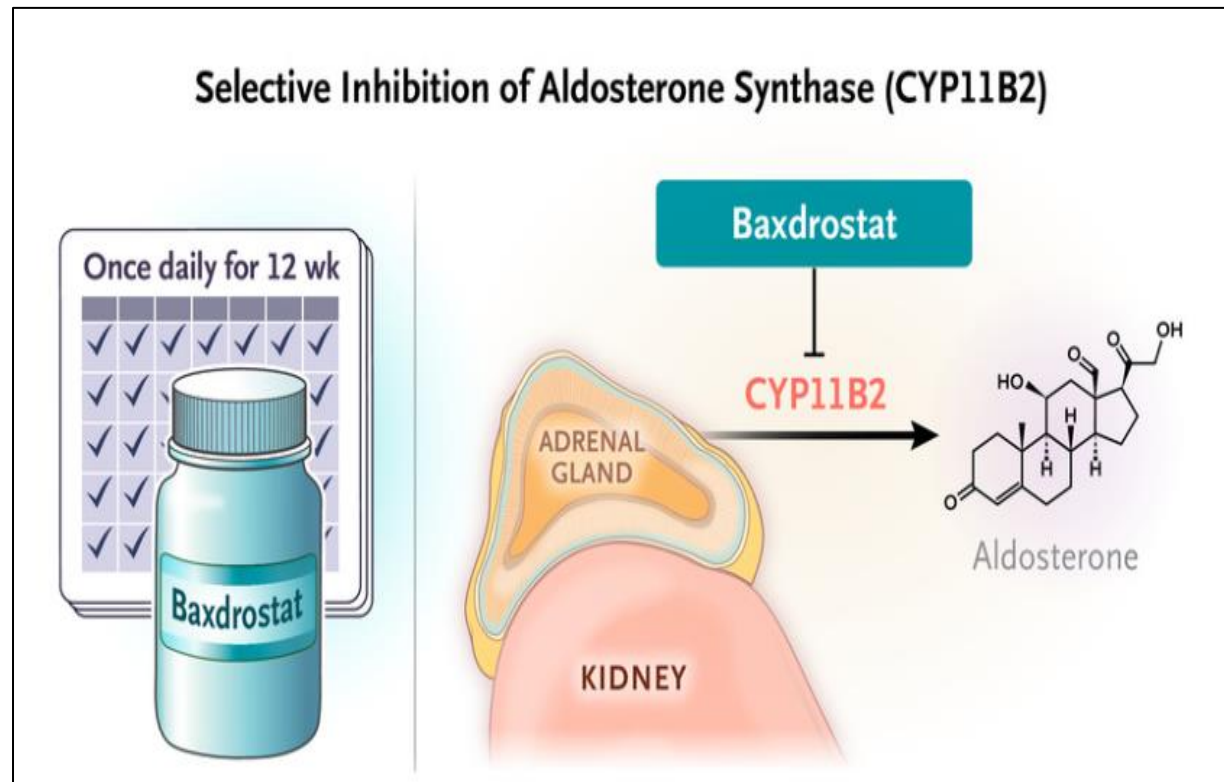 Selective Inhibition of Aldosterone Synthase (CYP11B2)
Once daily for 12 wk
Baxdrostat
Baxdrostat
CYP11B2
ADRENAL
GLAND
KIDNEY
O
HO
O
O
OH
H
H
H
Aldosterone